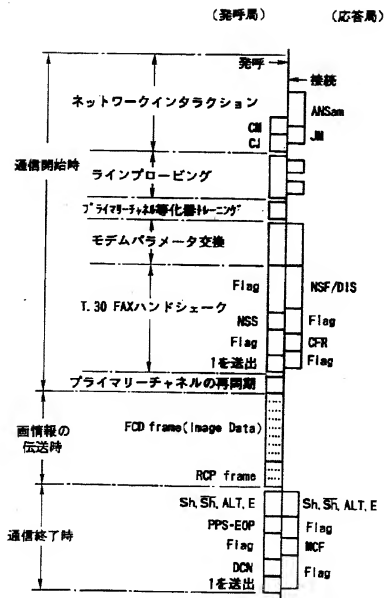 (発呼局) (応答局)
発呼
接続
ネットワークインタラクション
ANSam
CM
JM
CJ
通信開始時
ラインプロービング
プライマリーチャネル等化器トレーニング
モデムパラメータ交換
Flag NSF/DIS
T.30 FAXハンドシェーク
NSS Flag
Flag CFR
1を送出 Flag
プライマリーチャネルの再同期
画情報の
伝送時
FCD frame(Image Data)
RCP frame
Sh,S̅h̅,ALT,E Sh,S̅h̅,ALT,E
PPS-EOP Flag
通信終了時
Flag MCF
DCN Flag
1を送出